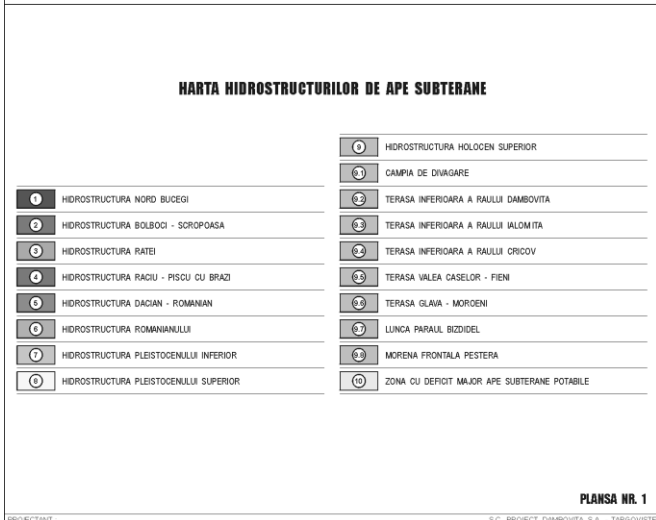 HARTA HIDROSTRUCTURILOR DE APE SUBTERANE
1 HIDROSTRUCTURA NORD BUCEGI
2 HIDROSTRUCTURA BOLBOCI - SCROPOASA
3 HIDROSTRUCTURA RATEI
4 HIDROSTRUCTURA RACIU - PISCU CU BRAZI
5 HIDROSTRUCTURA DACIAN - ROMANIAN
6 HIDROSTRUCTURA ROMANIANULUI
7 HIDROSTRUCTURA PLEISTOCENULUI INFERIOR
8 HIDROSTRUCTURA PLEISTOCENULUI SUPERIOR
9 HIDROSTRUCTURA HOLOCEN SUPERIOR
9.1 CAMPIA DE DIVAGARE
9.2 TERASA INFERIOARA A RAULUI DAMBOVITA
9.3 TERASA INFERIOARA A RAULUI IALOMITA
9.4 TERASA INFERIOARA A RAULUI CRICOV
9.5 TERASA VALEA CASELOR - FIENI
9.6 TERASA GLAVA - MOROENI
9.7 LUNCA PARAUL BIZDIDEL
9.8 MORENA FRONTALA PESTERA
10 ZONA CU DEFICIT MAJOR APE SUBTERANE POTABILE
PLANSA NR. 1
PROIECTANT : S.C. PROIECT DAMBOVITA S.A. TARGOVISTE